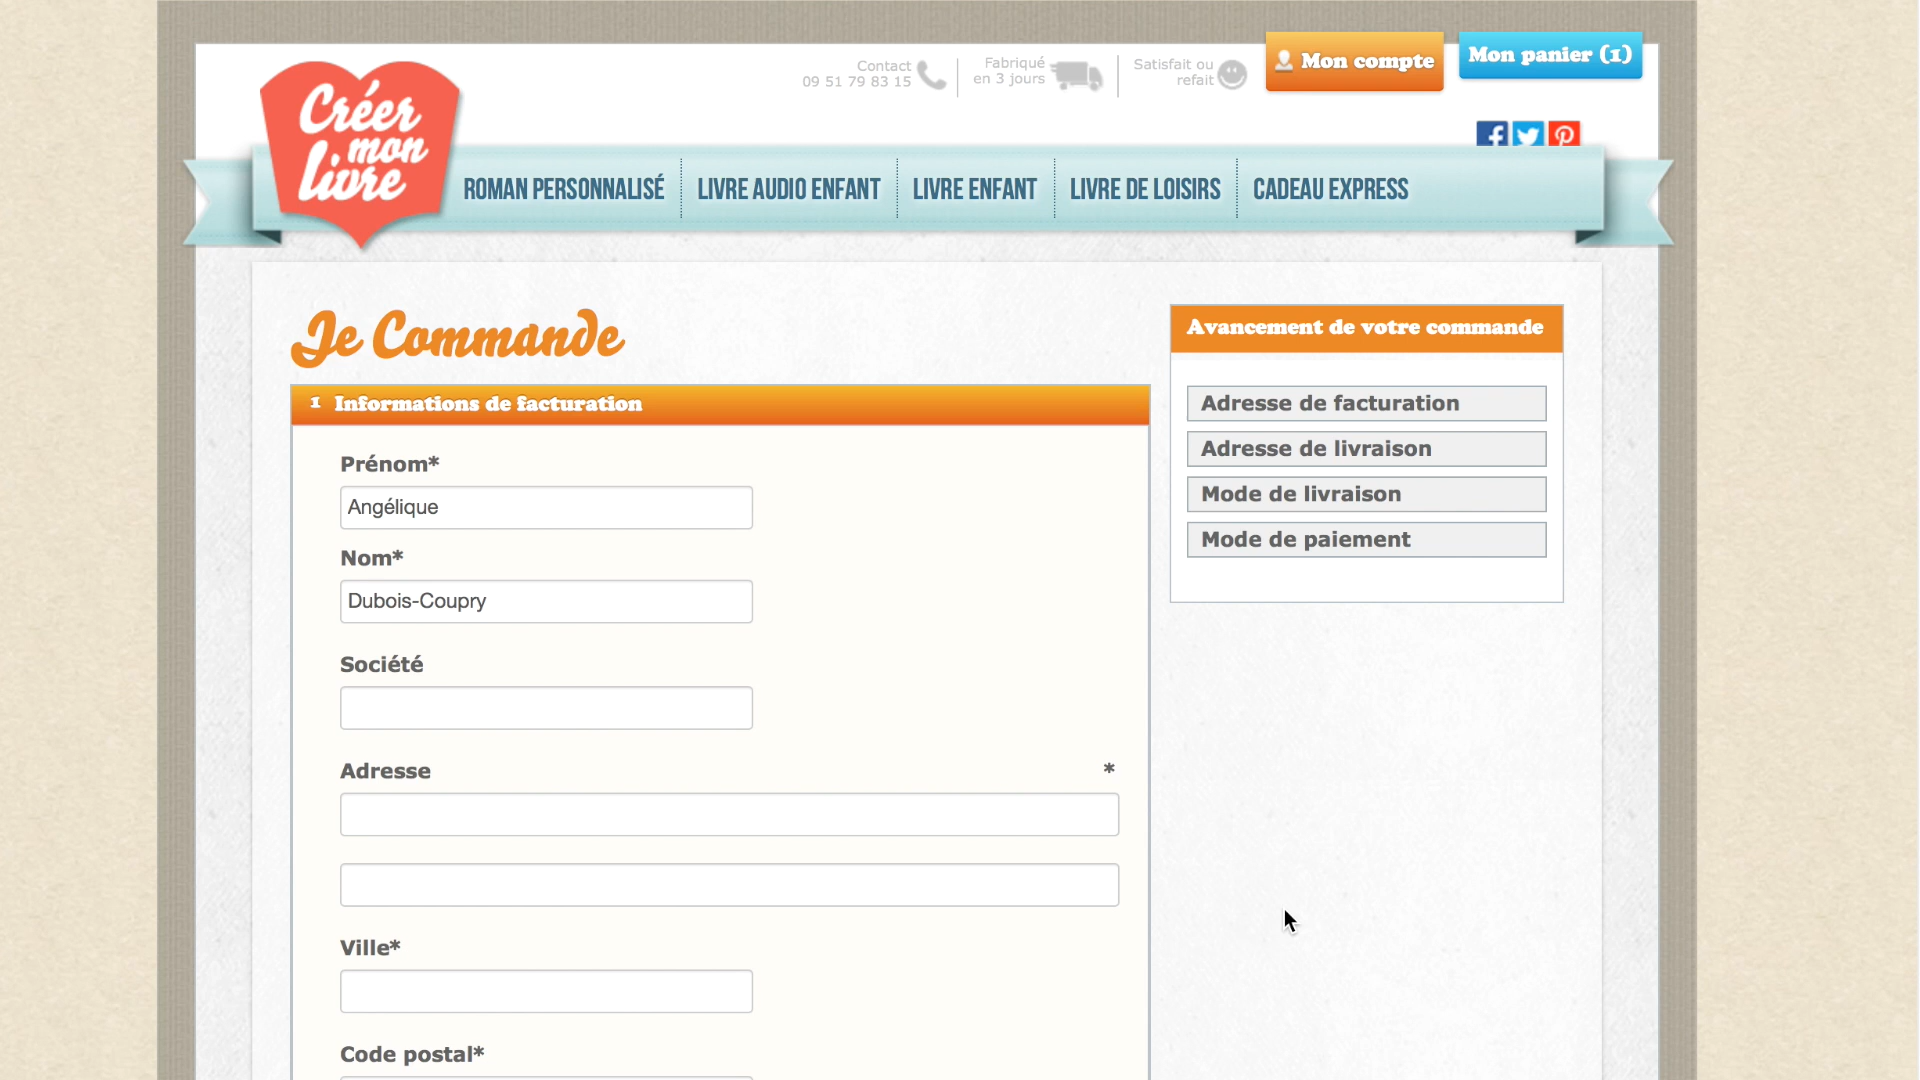 Contact
09 51 79 83 15
Fabriqué
en 3 jours
Satisfait ou
refait
Mon compte
Mon panier (1)
Créer
mon
livre
ROMAN PERSONNALISÉ
LIVRE AUDIO ENFANT
LIVRE ENFANT
LIVRE DE LOISIRS
CADEAU EXPRESS
Je Commande
1 Informations de facturation
Prénom*
Angélique
Nom*
Dubois-Coupry
Société
Adresse *
Ville*
Code postal*
Avancement de votre commande
Adresse de facturation
Adresse de livraison
Mode de livraison
Mode de paiement